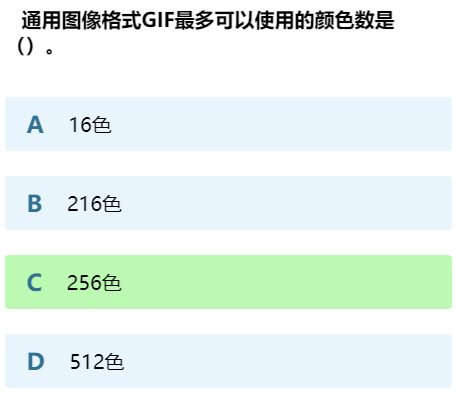 通用图像格式GIF最多可以使用的颜色数是
()。
A 16色
B 216色
C 256色
D 512色